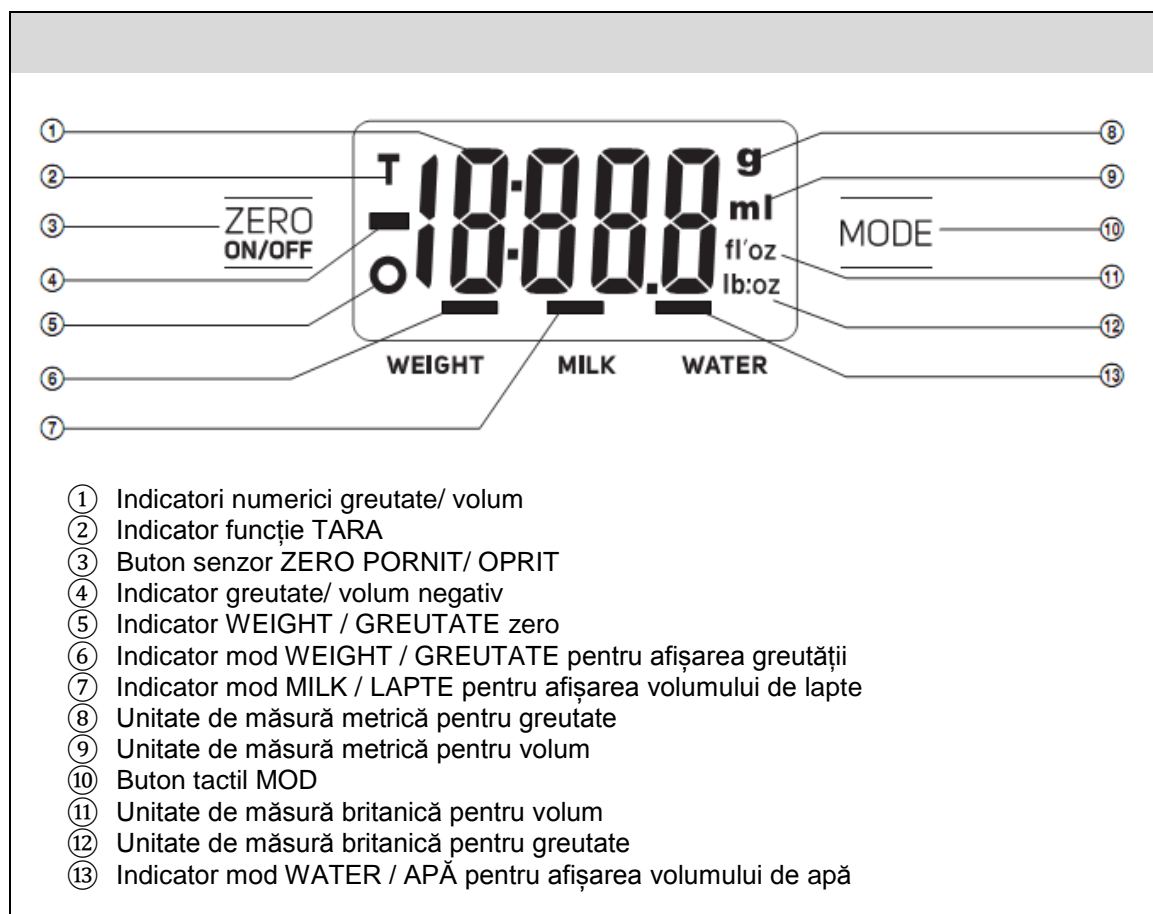 ① ⑧
② T 18:888 g ⑨
③ ZERO ml MODE ⑩
ON/OFF fl'oz ⑪
④ 18:88.8 lb:oz
⑤ ⑫
⑥ WEIGHT MILK WATER ⑬
⑦
① Indicatori numerici greutate/ volum
② Indicator funcție TARA
③ Buton senzor ZERO PORNIT/ OPRIT
④ Indicator greutate/ volum negativ
⑤ Indicator WEIGHT / GREUTATE zero
⑥ Indicator mod WEIGHT / GREUTATE pentru afișarea greutății
⑦ Indicator mod MILK / LAPTE pentru afișarea volumului de lapte
⑧ Unitate de măsură metrică pentru greutate
⑨ Unitate de măsură metrică pentru volum
⑩ Buton tactil MOD
⑪ Unitate de măsură britanică pentru volum
⑫ Unitate de măsură britanică pentru greutate
⑬ Indicator mod WATER / APĂ pentru afișarea volumului de apă